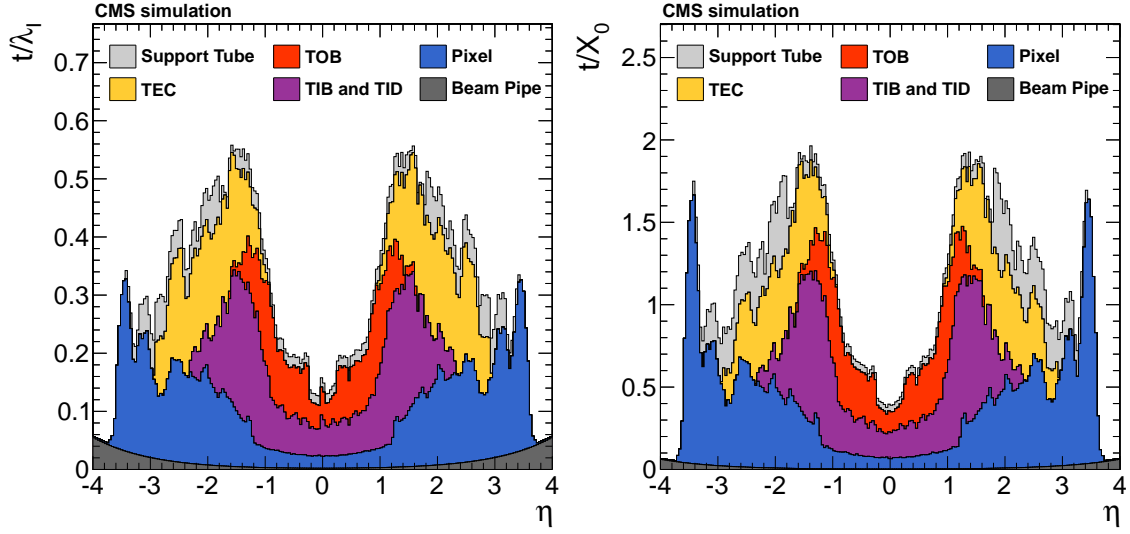 CMS simulation
t/λI
0.7
0.6
0.5
0.4
0.3
0.2
0.1
0
Support Tube TOB Pixel
TEC TIB and TID Beam Pipe
-4 -3 -2 -1 0 1 2 3 4
η
CMS simulation
t/X0
2.5
2
1.5
1
0.5
0
Support Tube TOB Pixel
TEC TIB and TID Beam Pipe
-4 -3 -2 -1 0 1 2 3 4
η